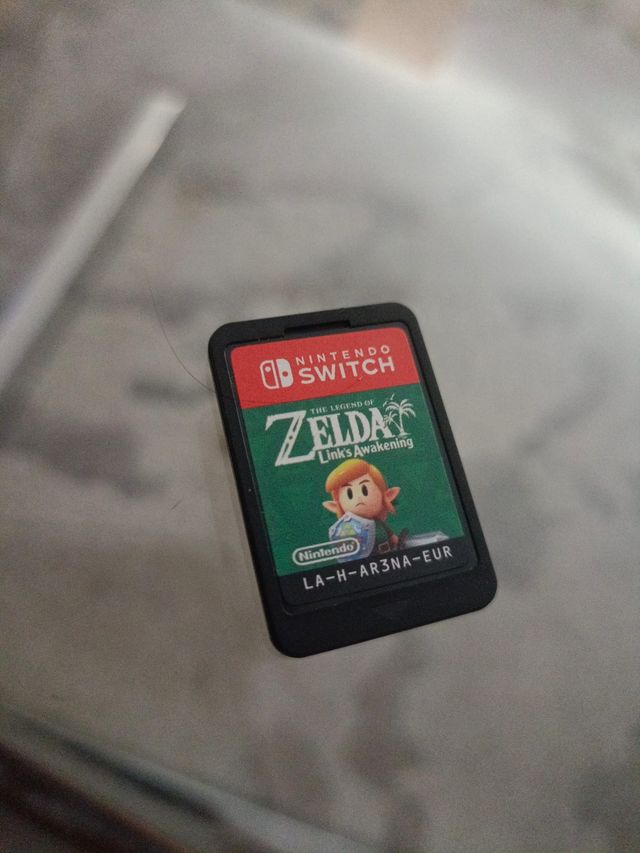 NINTENDO
SWITCH
THE LEGEND OF
ZELDA
Link's Awakening
Nintendo
LA-H-AR3NA-EUR